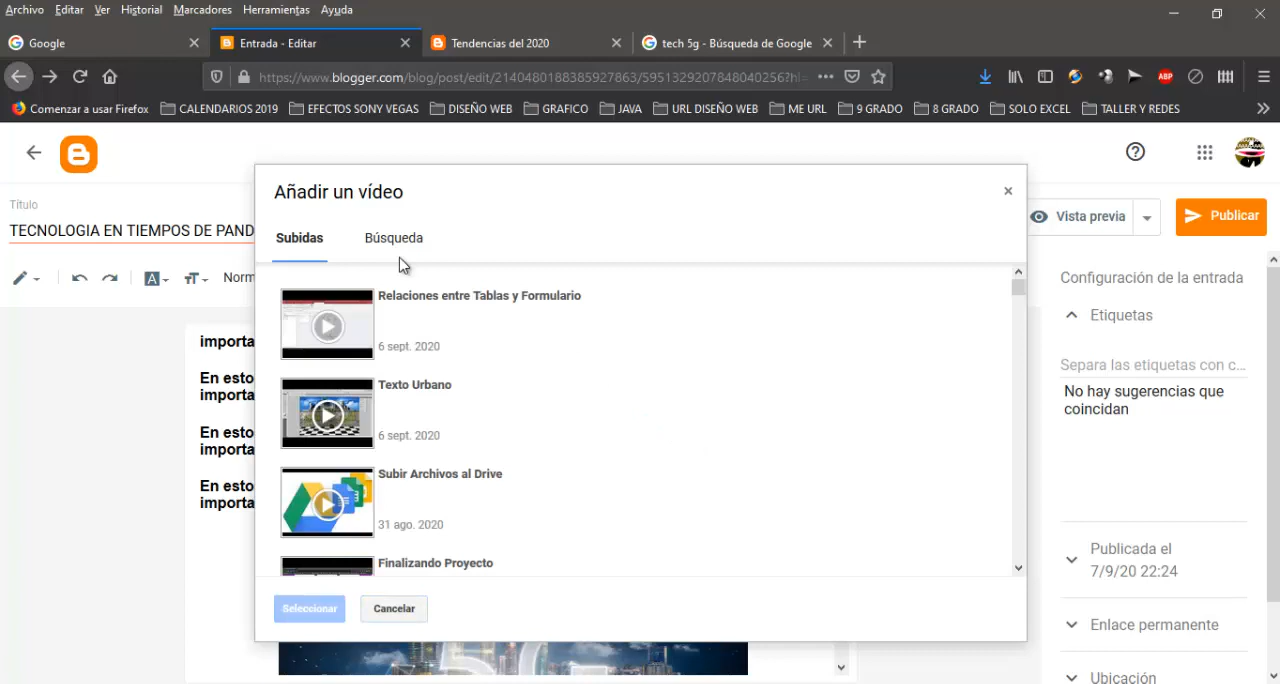 Archivo Editar Ver Historial Marcadores Herramientas Ayuda
Google
Entrada - Editar
Tendencias del 2020
tech 5g - Búsqueda de Google
https://www.blogger.com/blog/post/edit/2140480188385927863/5951329207848040256?hl=
ABP
Comenzar a usar Firefox CALENDARIOS 2019 EFECTOS SONY VEGAS DISEÑO WEB GRAFICO JAVA URL DISEÑO WEB ME URL 9 GRADO 8 GRADO SOLO EXCEL TALLER Y REDES
Título
TECNOLOGIA EN TIEMPOS DE PAND
Vista previa
Publicar
Norm
importa
En esto
importa
En esto
importa
En esto
importa
Añadir un vídeo
Subidas Búsqueda
Relaciones entre Tablas y Formulario
6 sept. 2020
Texto Urbano
6 sept. 2020
Subir Archivos al Drive
31 ago. 2020
Finalizando Proyecto
Seleccionar Cancelar
Configuración de la entrada
Etiquetas
Separa las etiquetas con c...
No hay sugerencias que
coincidan
Publicada el
7/9/20 22:24
Enlace permanente
Ubicación